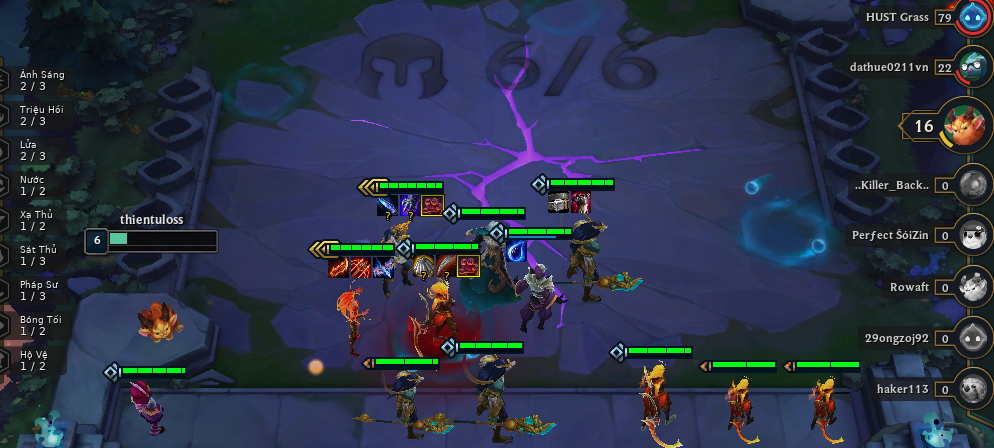 6/6
HUST Grass 79
dathue0211vn 22
16
..Killer_Back.. 0
Perƒect ŠóiZin 0
Rowaft 0
29ongzoj92 0
haker113 0
Ánh Sáng
2 / 3
Triệu Hồi
2 / 3
Lửa
2 / 3
Nước
1 / 2
Xạ Thủ
1 / 2
Sát Thủ
1 / 3
Pháp Sư
1 / 3
Bóng Tối
1 / 2
Hộ Vệ
1 / 2
thientuloss
6
?
?
?
?